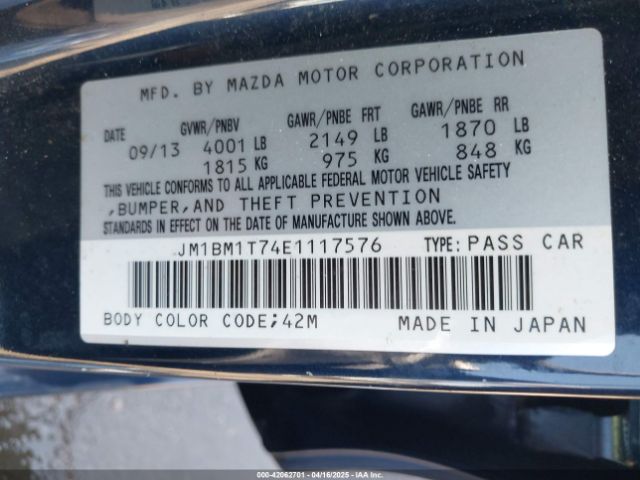 MFD. BY MAZDA MOTOR CORPORATION
DATE GVWR/PNBV GAWR/PNBE FRT GAWR/PNBE RR
09/13 4001 LB 2149 LB 1870 LB
1815 KG 975 KG 848 KG
THIS VEHICLE CONFORMS TO ALL APPLICABLE FEDERAL MOTOR VEHICLE SAFETY
,BUMPER,AND THEFT PREVENTION
STANDARDS IN EFFECT ON THE DATE OF MANUFACTURE SHOWN ABOVE.
JM1BM1T74E1117576 TYPE: PASS CAR
BODY COLOR CODE;42M MADE IN JAPAN
000-42062701 - 04/16/2025 - IAA Inc.